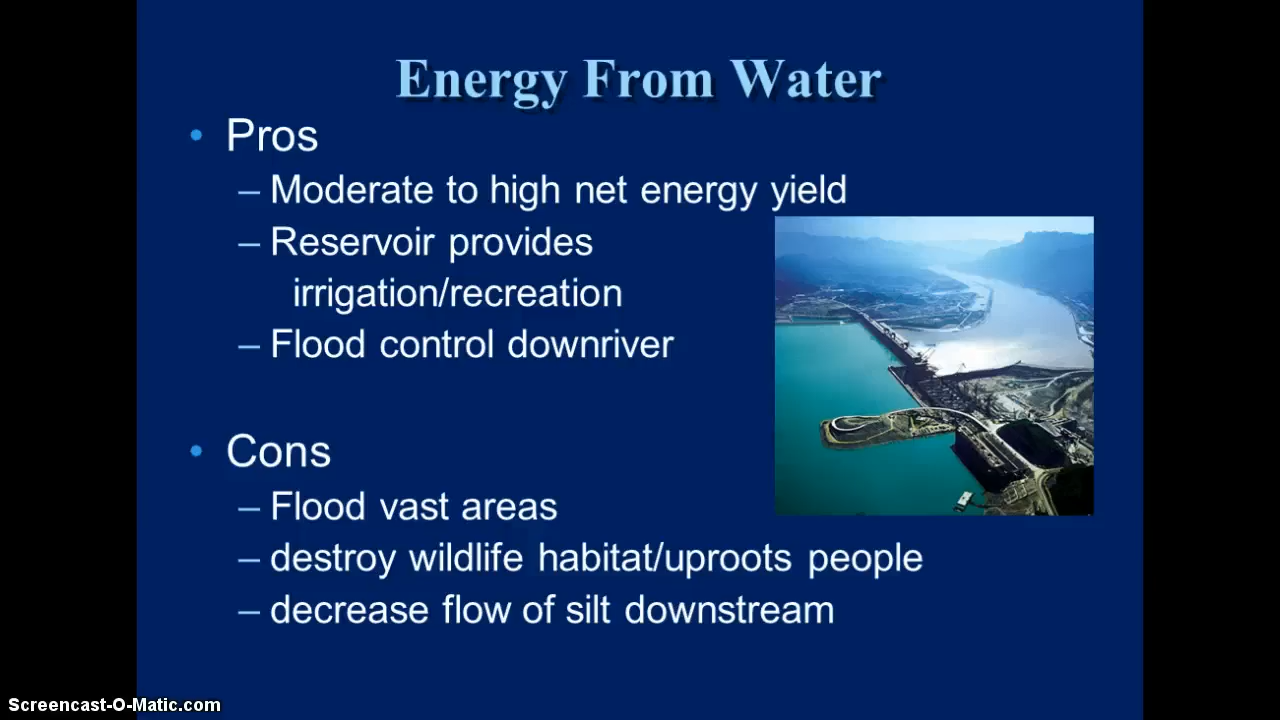 Energy From Water
• Pros
– Moderate to high net energy yield
– Reservoir provides
irrigation/recreation
– Flood control downriver
• Cons
– Flood vast areas
– destroy wildlife habitat/uproots people
– decrease flow of silt downstream
Screencast-O-Matic.com